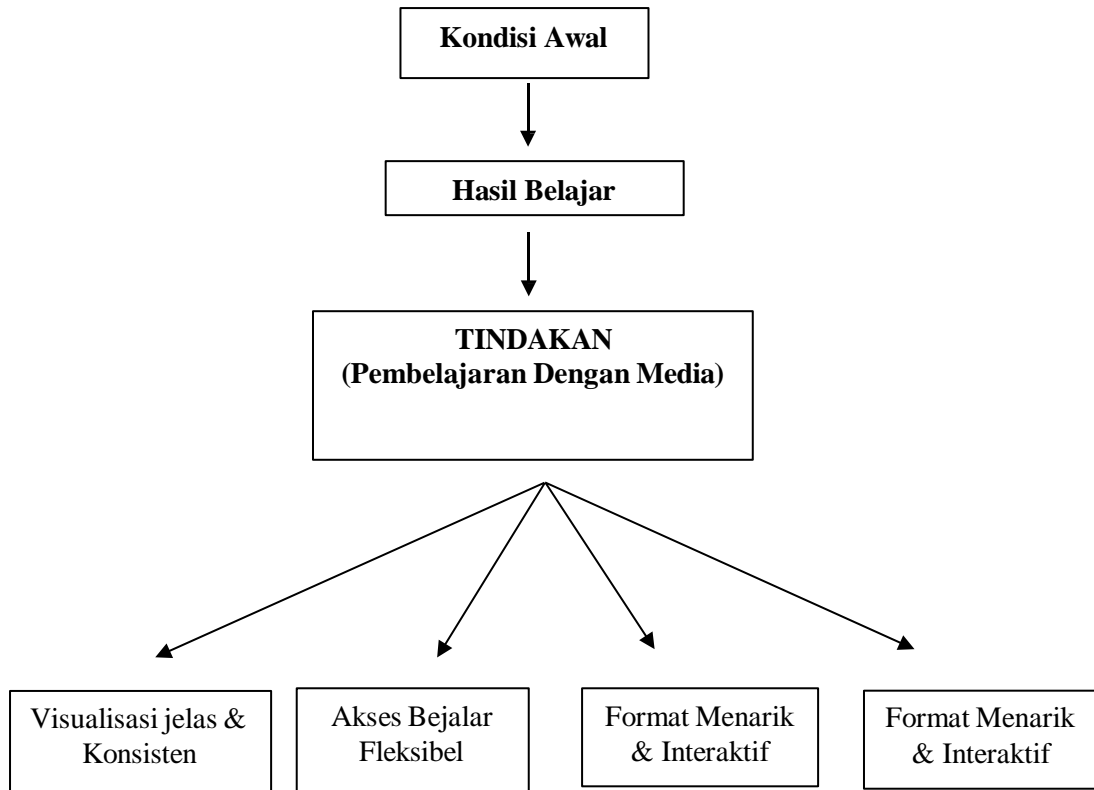 Kondisi Awal
Hasil Belajar
TINDAKAN
(Pembelajaran Dengan Media)
Visualisasi jelas &
Konsisten
Akses Bejalar
Fleksibel
Format Menarik
& Interaktif
Format Menarik
& Interaktif